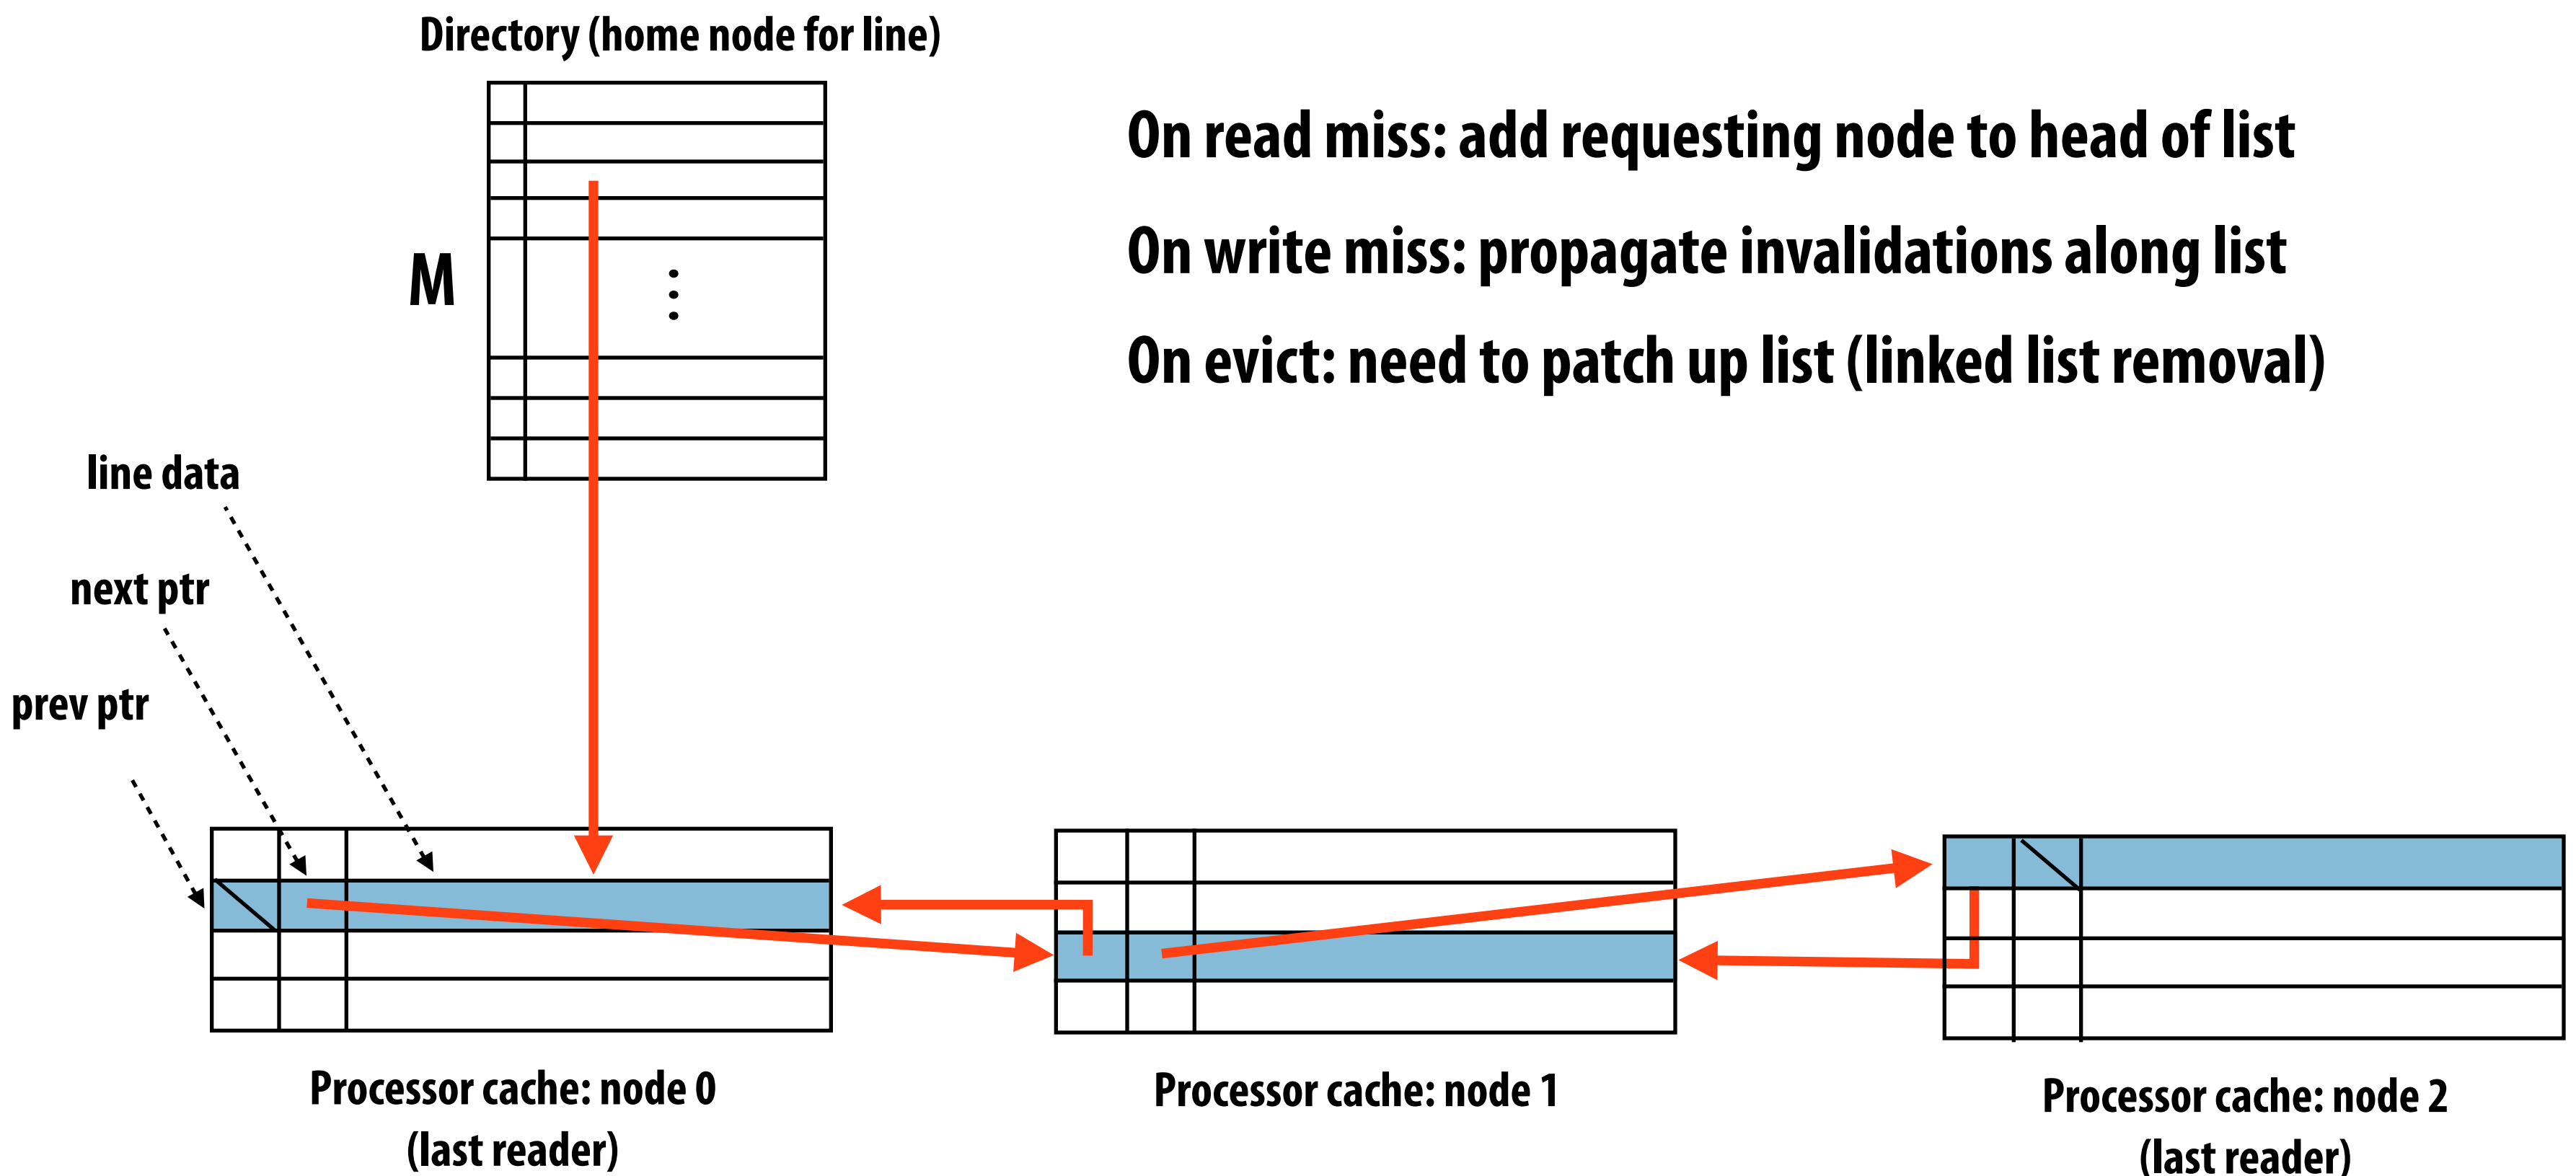 Directory (home node for line)
On read miss: add requesting node to head of list
On write miss: propagate invalidations along list
M
On evict: need to patch up list (linked list removal)
line data
next ptr
prev ptr
Processor cache: node 0
(last reader)
Processor cache: node 1
Processor cache: node 2
(last reader)